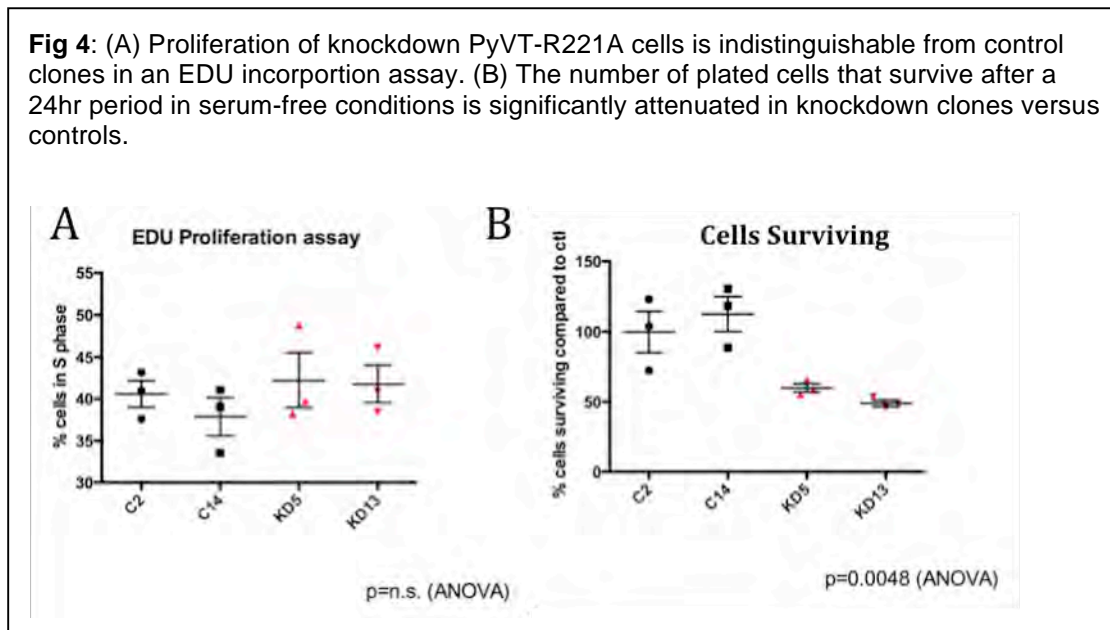 Fig 4: (A) Proliferation of knockdown PyVT-R221A cells is indistinguishable from control
clones in an EDU incorportion assay. (B) The number of plated cells that survive after a
24hr period in serum-free conditions is significantly attenuated in knockdown clones versus
controls.
A
EDU Proliferation assay
% cells in S phase
55
50
45
40
35
30
C2
C14
KD5
KD13
p=n.s. (ANOVA)
B
Cells Surviving
% cells surviving compared to ctl
150
100
50
0
C2
C14
KD5
KD13
p=0.0048 (ANOVA)